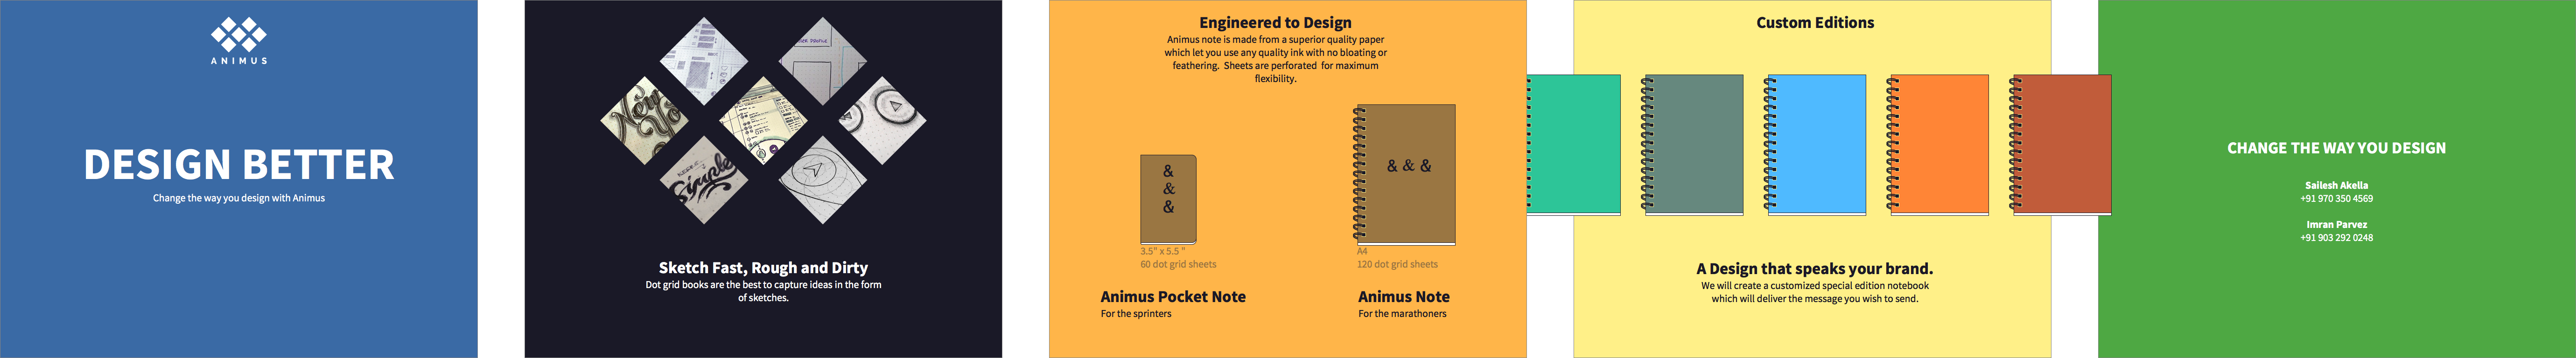 ANIMUS
DESIGN BETTER
Change the way you design with Animus
New
Yo
Simple
Sketch Fast, Rough and Dirty
Dot grid books are the best to capture ideas in the form
of sketches.
Engineered to Design
Animus note is made from a superior quality paper
which let you use any quality ink with no bloating or
feathering. Sheets are perforated for maximum
flexibility.
&
&
&
& & &
3.5" x 5.5 "
60 dot grid sheets
A4
120 dot grid sheets
Animus Pocket Note
For the sprinters
Animus Note
For the marathoners
Custom Editions
A Design that speaks your brand.
We will create a customized special edition notebook
which will deliver the message you wish to send.
CHANGE THE WAY YOU DESIGN
Sailesh Akella
+91 970 350 4569
Imran Parvez
+91 903 292 0248